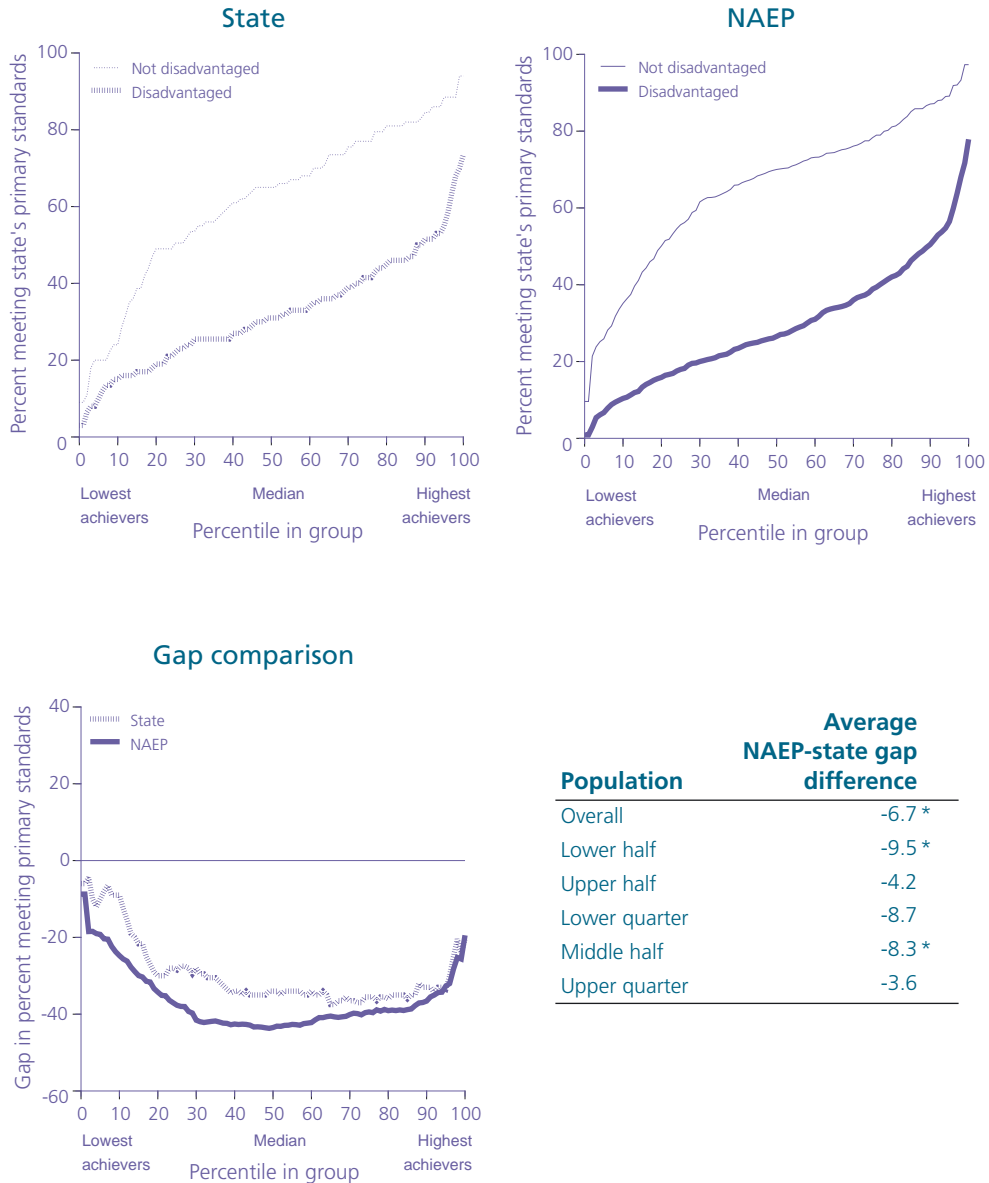 State
Percent meeting state's primary standards
100
80
60
40
20
0
Not disadvantaged
Disadvantaged
0 10 20 30 40 50 60 70 80 90 100
Lowest achievers
Median
Highest achievers
Percentile in group
NAEP
Percent meeting state's primary standards
100
80
60
40
20
0
Not disadvantaged
Disadvantaged
0 10 20 30 40 50 60 70 80 90 100
Lowest achievers
Median
Highest achievers
Percentile in group
Gap comparison
Gap in percent meeting primary standards
40
20
0
-20
-40
-60
State
NAEP
0 10 20 30 40 50 60 70 80 90 100
Lowest achievers
Median
Highest achievers
Percentile in group
Average
NAEP-state gap
Population difference
Overall -6.7 *
Lower half -9.5 *
Upper half -4.2
Lower quarter -8.7
Middle half -8.3 *
Upper quarter -3.6